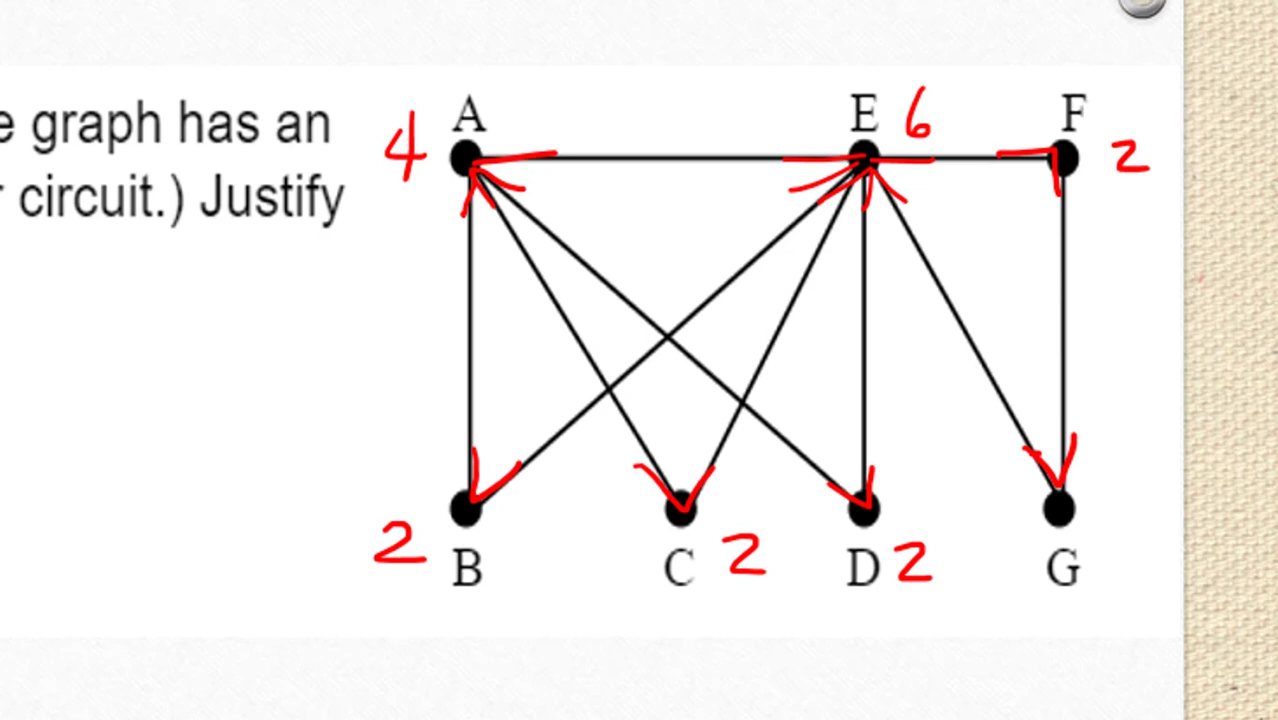 e graph has an
r circuit.) Justify
A E 6 F
4 2
2 B C 2 D 2 G